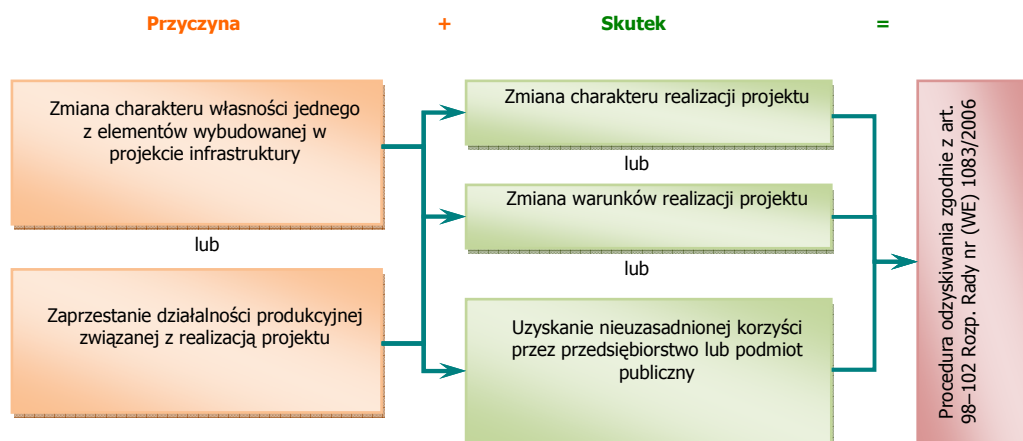 Przyczyna + Skutek =
Zmiana charakteru własności jednego
z elementów wybudowanej w
projekcie infrastruktury
lub
Zaprzestanie działalności produkcyjnej
związanej z realizacją projektu
Zmiana charakteru realizacji projektu
lub
Zmiana warunków realizacji projektu
lub
Uzyskanie nieuzasadnionej korzyści
przez przedsiębiorstwo lub podmiot
publiczny
Procedura odzyskiwania zgodnie z art.
98–102 Rozp. Rady nr (WE) 1083/2006